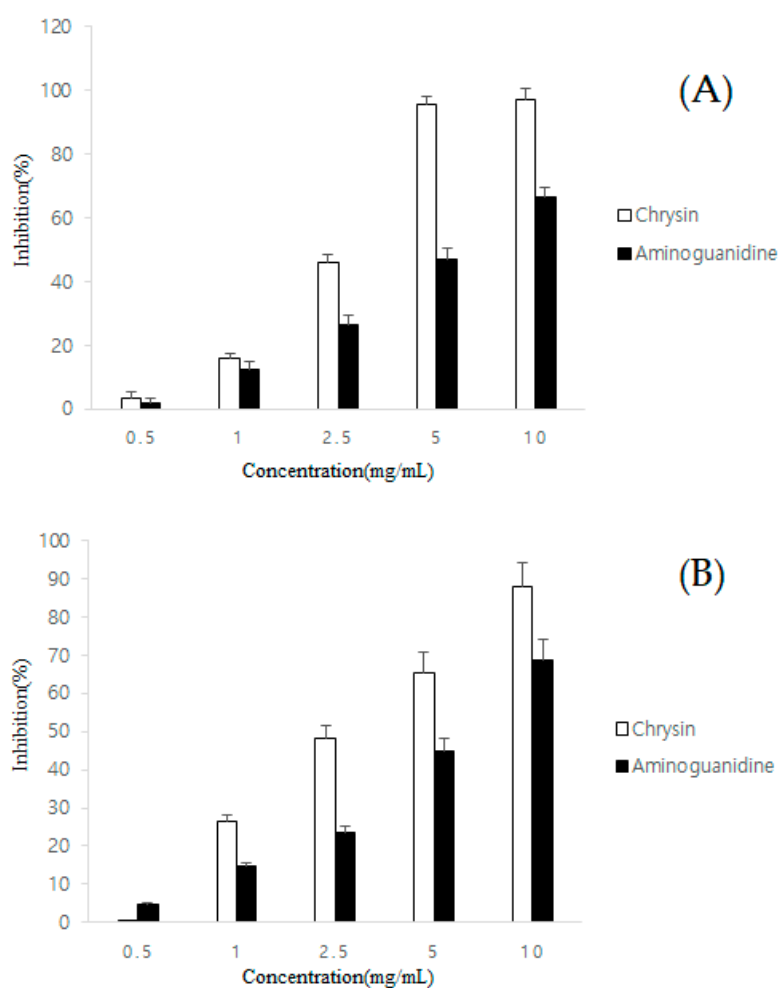 120
100
80
60
40
20
0
Inhibition(%)
(A)
Chrysin
Aminoguanidine
0.5 1 2.5 5 10
Concentration(mg/mL)
100
90
80
70
60
50
40
30
20
10
0
Inhibition(%)
(B)
Chrysin
Aminoguanidine
0.5 1 2.5 5 10
Concentration(mg/mL)